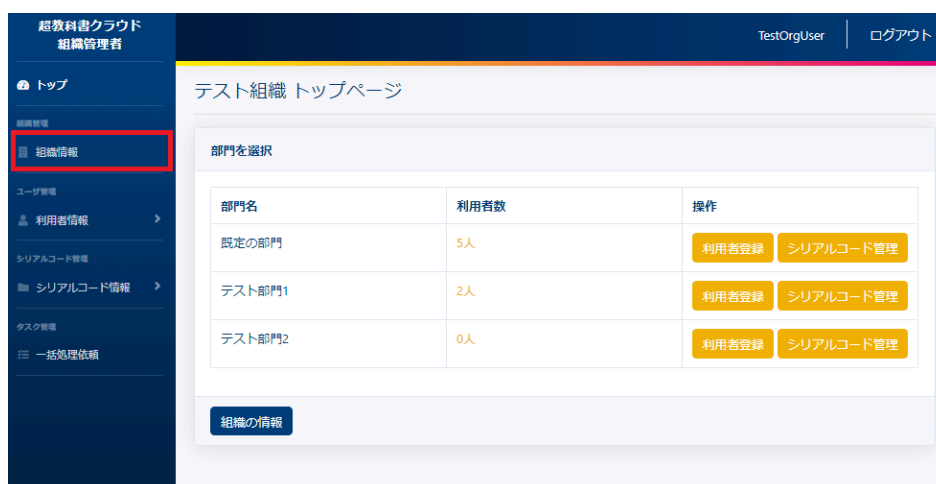 超教科書クラウド
組織管理者
TestOrgUser
ログアウト
トップ
組織管理
組織情報
ユーザ管理
利用者情報
シリアルコード管理
シリアルコード情報
タスク管理
一括処理依頼
テスト組織 トップページ
部門を選択
部門名 利用者数 操作
既定の部門 5人 利用者登録 シリアルコード管理
テスト部門1 2人 利用者登録 シリアルコード管理
テスト部門2 0人 利用者登録 シリアルコード管理
組織の情報